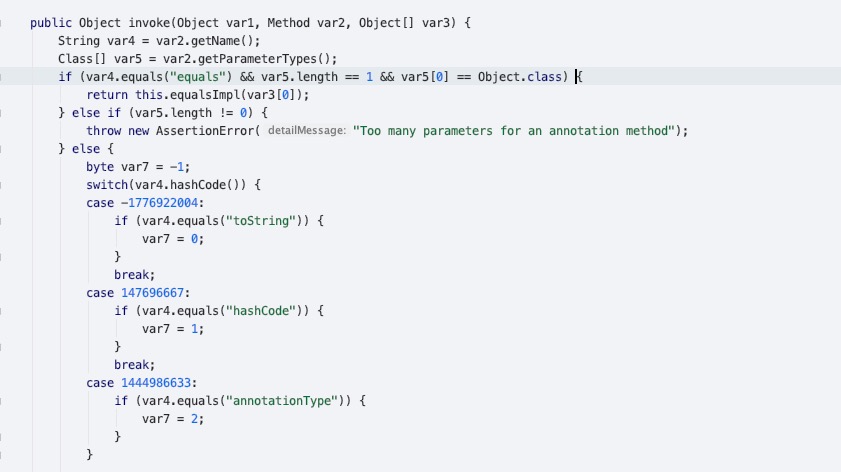 public Object invoke(Object var1, Method var2, Object[] var3) {
String var4 = var2.getName();
Class[] var5 = var2.getParameterTypes();
if (var4.equals("equals") && var5.length == 1 && var5[0] == Object.class) {
return this.equalsImpl(var3[0]);
} else if (var5.length != 0) {
throw new AssertionError( detailMessage: "Too many parameters for an annotation method");
} else {
byte var7 = -1;
switch(var4.hashCode()) {
case -1776922004:
if (var4.equals("toString")) {
var7 = 0;
}
break;
case 147696667:
if (var4.equals("hashCode")) {
var7 = 1;
}
break;
case 1444986633:
if (var4.equals("annotationType")) {
var7 = 2;
}
}